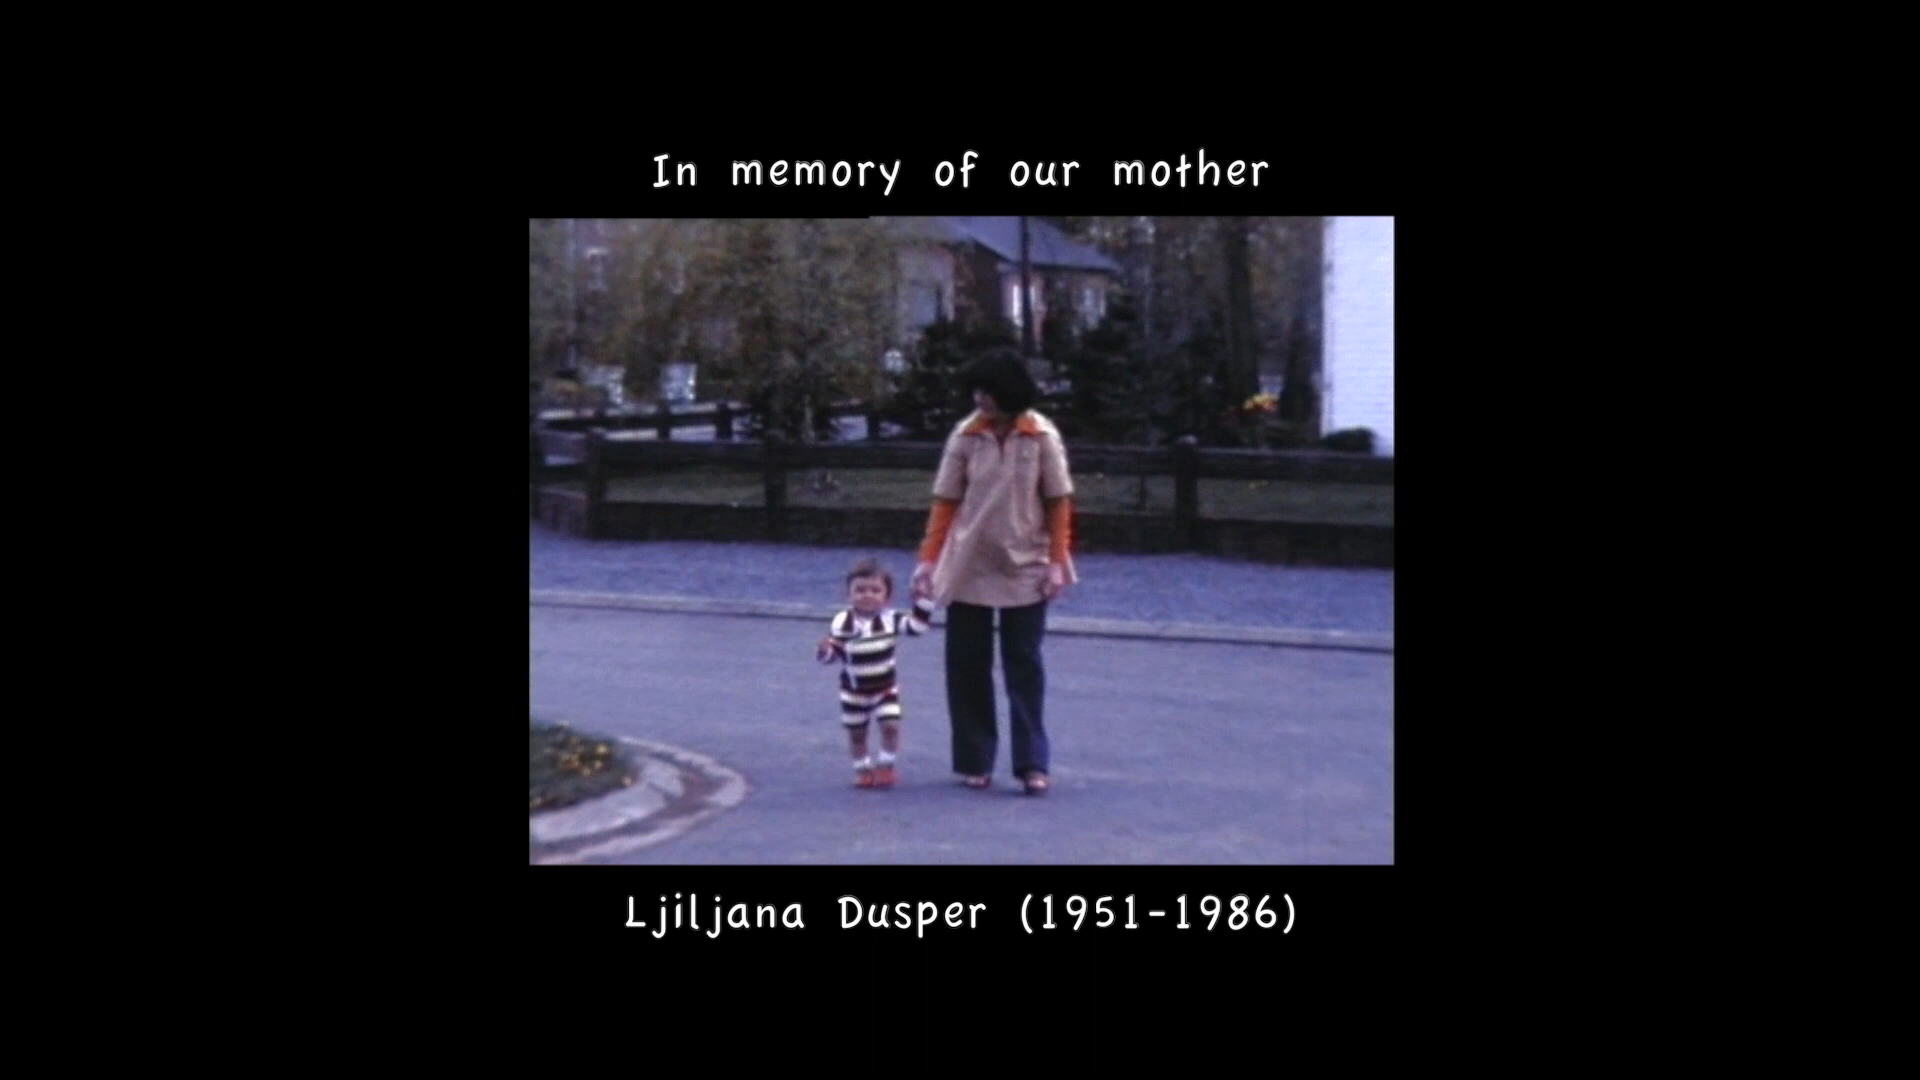 In memory of our mother
Ljiljana Dusper (1951-1986)